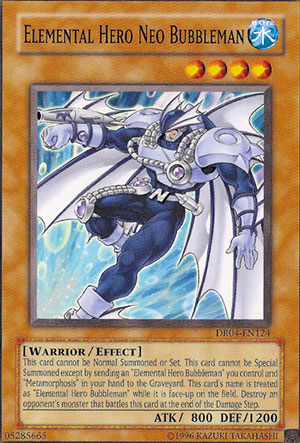 Elemental Hero Neo Bubbleman
WATER
水
N
DR04-EN124
[Warrior / Effect]
This card cannot be Normal Summoned or Set. This card cannot be Special
Summoned except by sending an "Elemental Hero Bubbleman" you control and
"Metamorphosis" in your hand to the Graveyard. This card's name is treated
as "Elemental Hero Bubbleman" while it is face-up on the field. Destroy an
opponent's monster that battles this card at the end of the Damage Step.
ATK/ 800 DEF/1200
05285665
©1996 KAZUKI TAKAHASHI